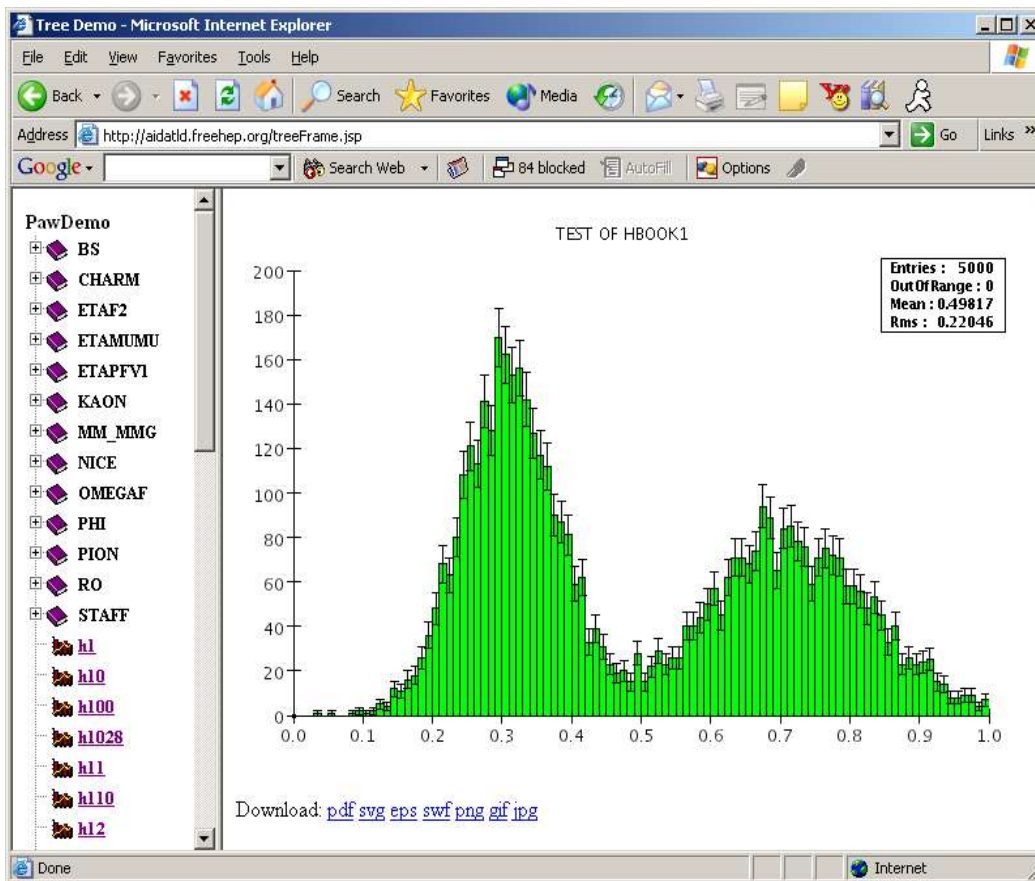 Tree Demo - Microsoft Internet Explorer
File Edit View Favorites Tools Help
Back Search Favorites Media
Address http://aidatld.freehep.org/treeFrame.jsp Go Links »
Google Search Web 84 blocked AutoFill Options
PawDemo
BS
CHARM
ETAF2
ETAMUMU
ETAPFVI
KAON
MM_MMG
NICE
OMEGAF
PHI
PION
RO
STAFF
h1
h10
h100
h1028
h11
h110
h12
TEST OF HBOOK1
Entries : 5000
OutOfRange : 0
Mean : 0.49817
Rms : 0.22046
200
180
160
140
120
100
80
60
40
20
0
0.0 0.1 0.2 0.3 0.4 0.5 0.6 0.7 0.8 0.9 1.0
Download: pdf svg eps swf png gif jpg
Done Internet